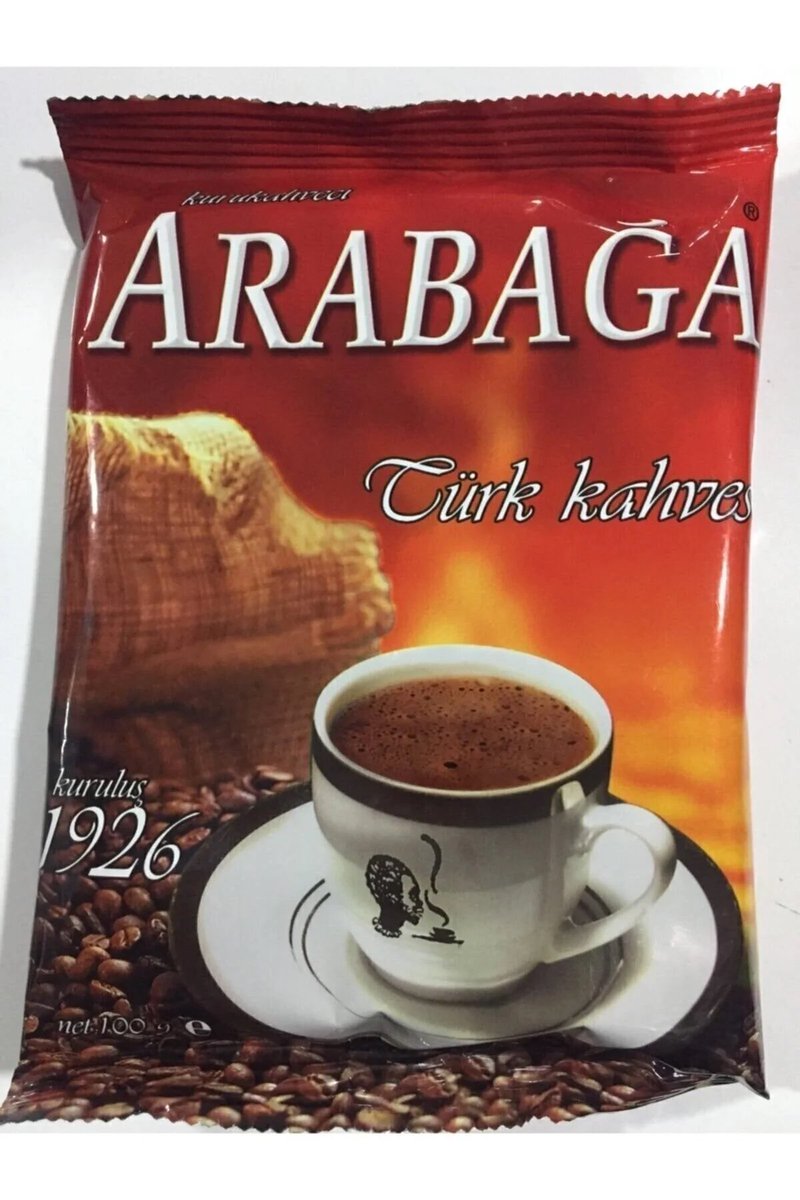 kurukahveci
ARABAĞA®
Türk kahves
kuruluş
1926
net 100 g e